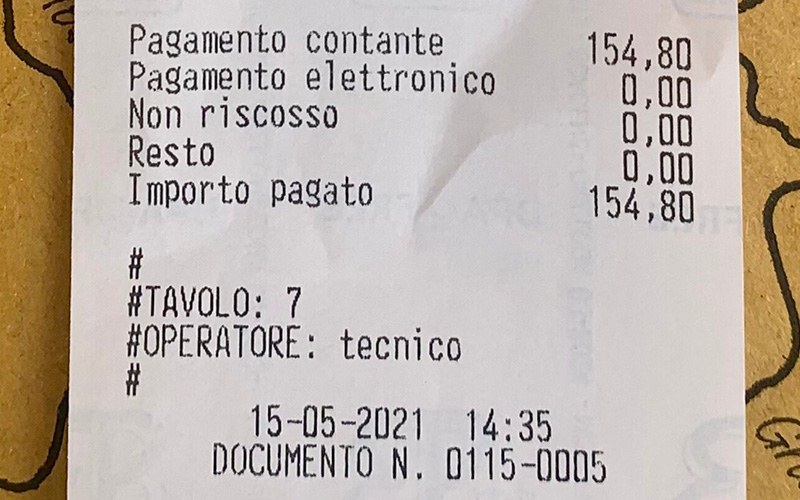 Pagamento contante 154,80
Pagamento elettronico 0,00
Non riscosso 0,00
Resto 0,00
Importo pagato 154,80
#
#TAVOLO: 7
#OPERATORE: tecnico
#
15-05-2021 14:35
DOCUMENTO N. 0115-0005